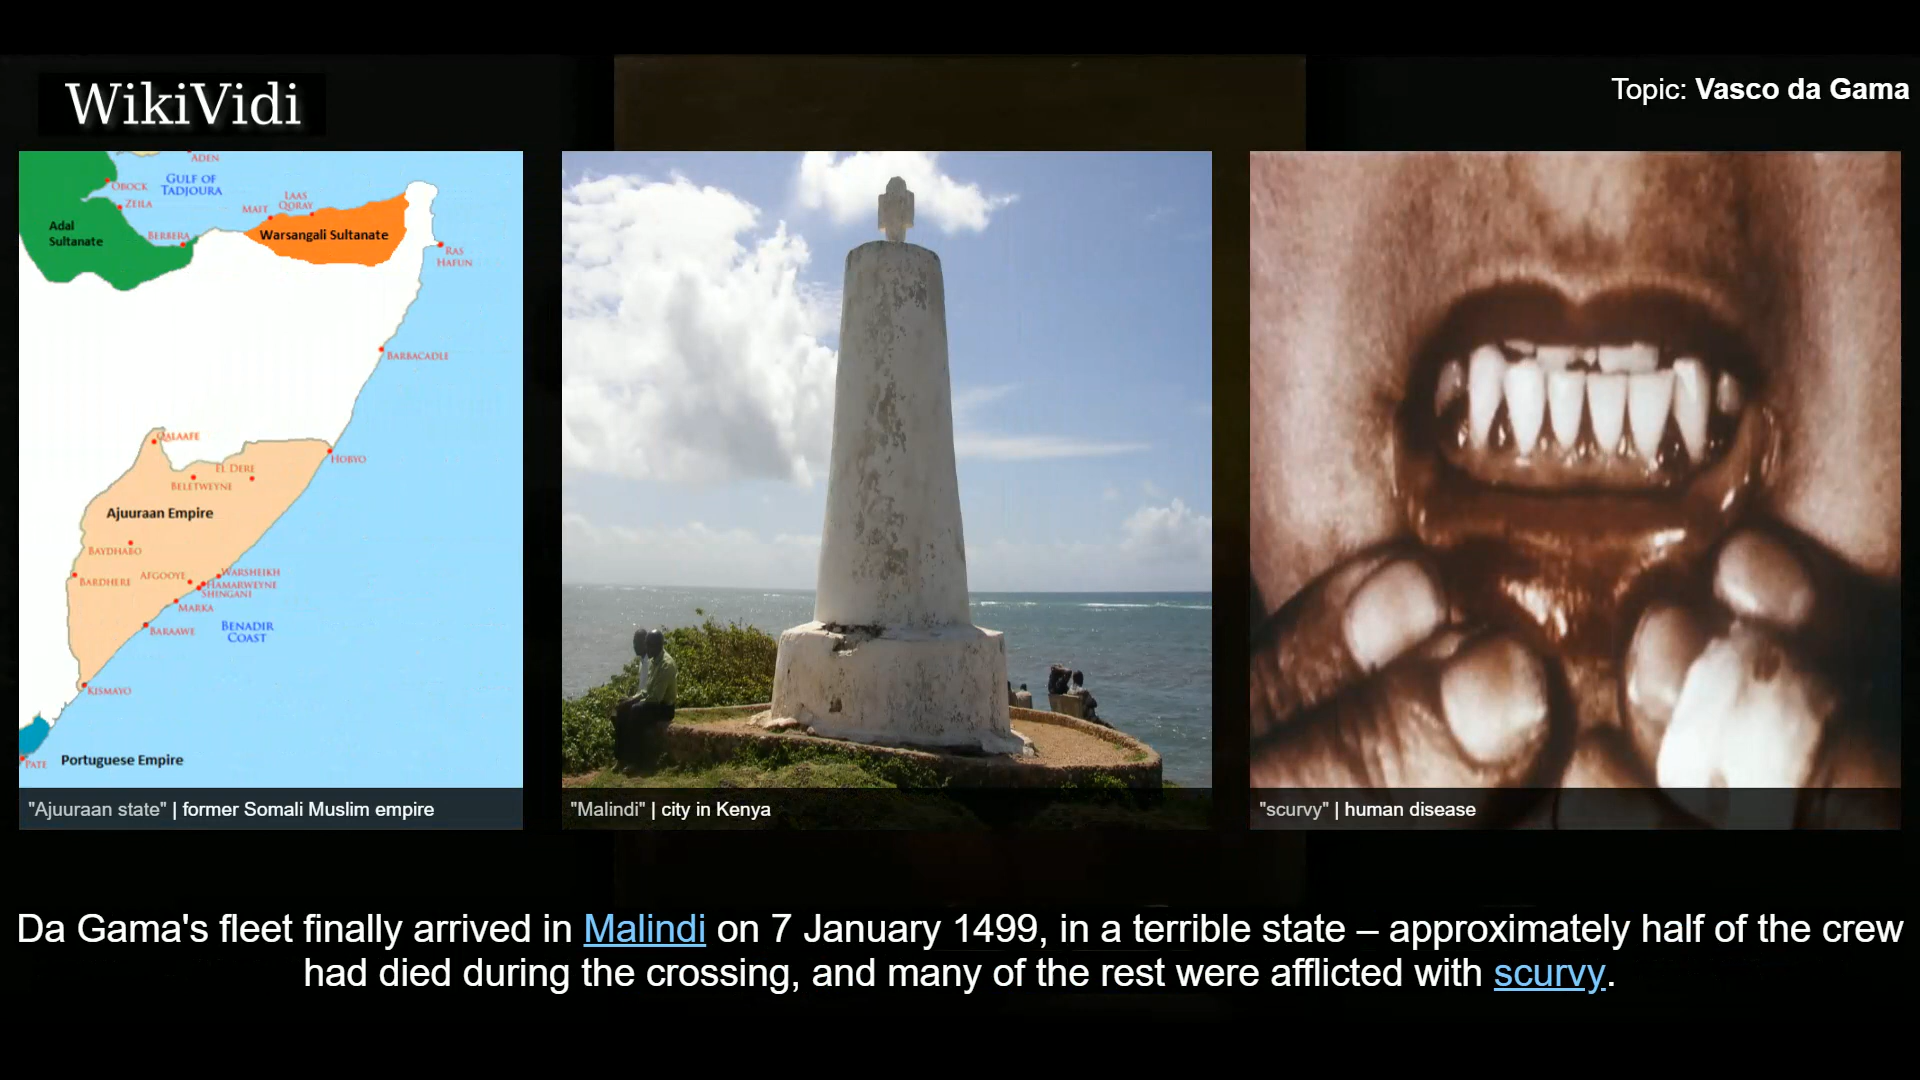 WikiVidi
Topic: Vasco da Gama
ADEN
GULF OF
TADJOURA
OBOCK
ZEILA
LAAS
QORAY
MAIT
Adal
Sultanate
BERBERA
Warsangali Sultanate
RAS
HAFUN
BARBACADLE
QALAAFE
HOBYO
EL DERE
BELETWEYNE
Ajuuraan Empire
BAYDHABO
BARDHERE
AFGOOYE
WARSHEIKH
HAMARWEYNE
SHINGANI
MARKA
BARAAWE
BENADIR
COAST
KISMAYO
PATE
Portuguese Empire
"Ajuuraan state" | former Somali Muslim empire
"Malindi" | city in Kenya
"scurvy" | human disease
Da Gama's fleet finally arrived in Malindi on 7 January 1499, in a terrible state – approximately half of the crew
had died during the crossing, and many of the rest were afflicted with scurvy.